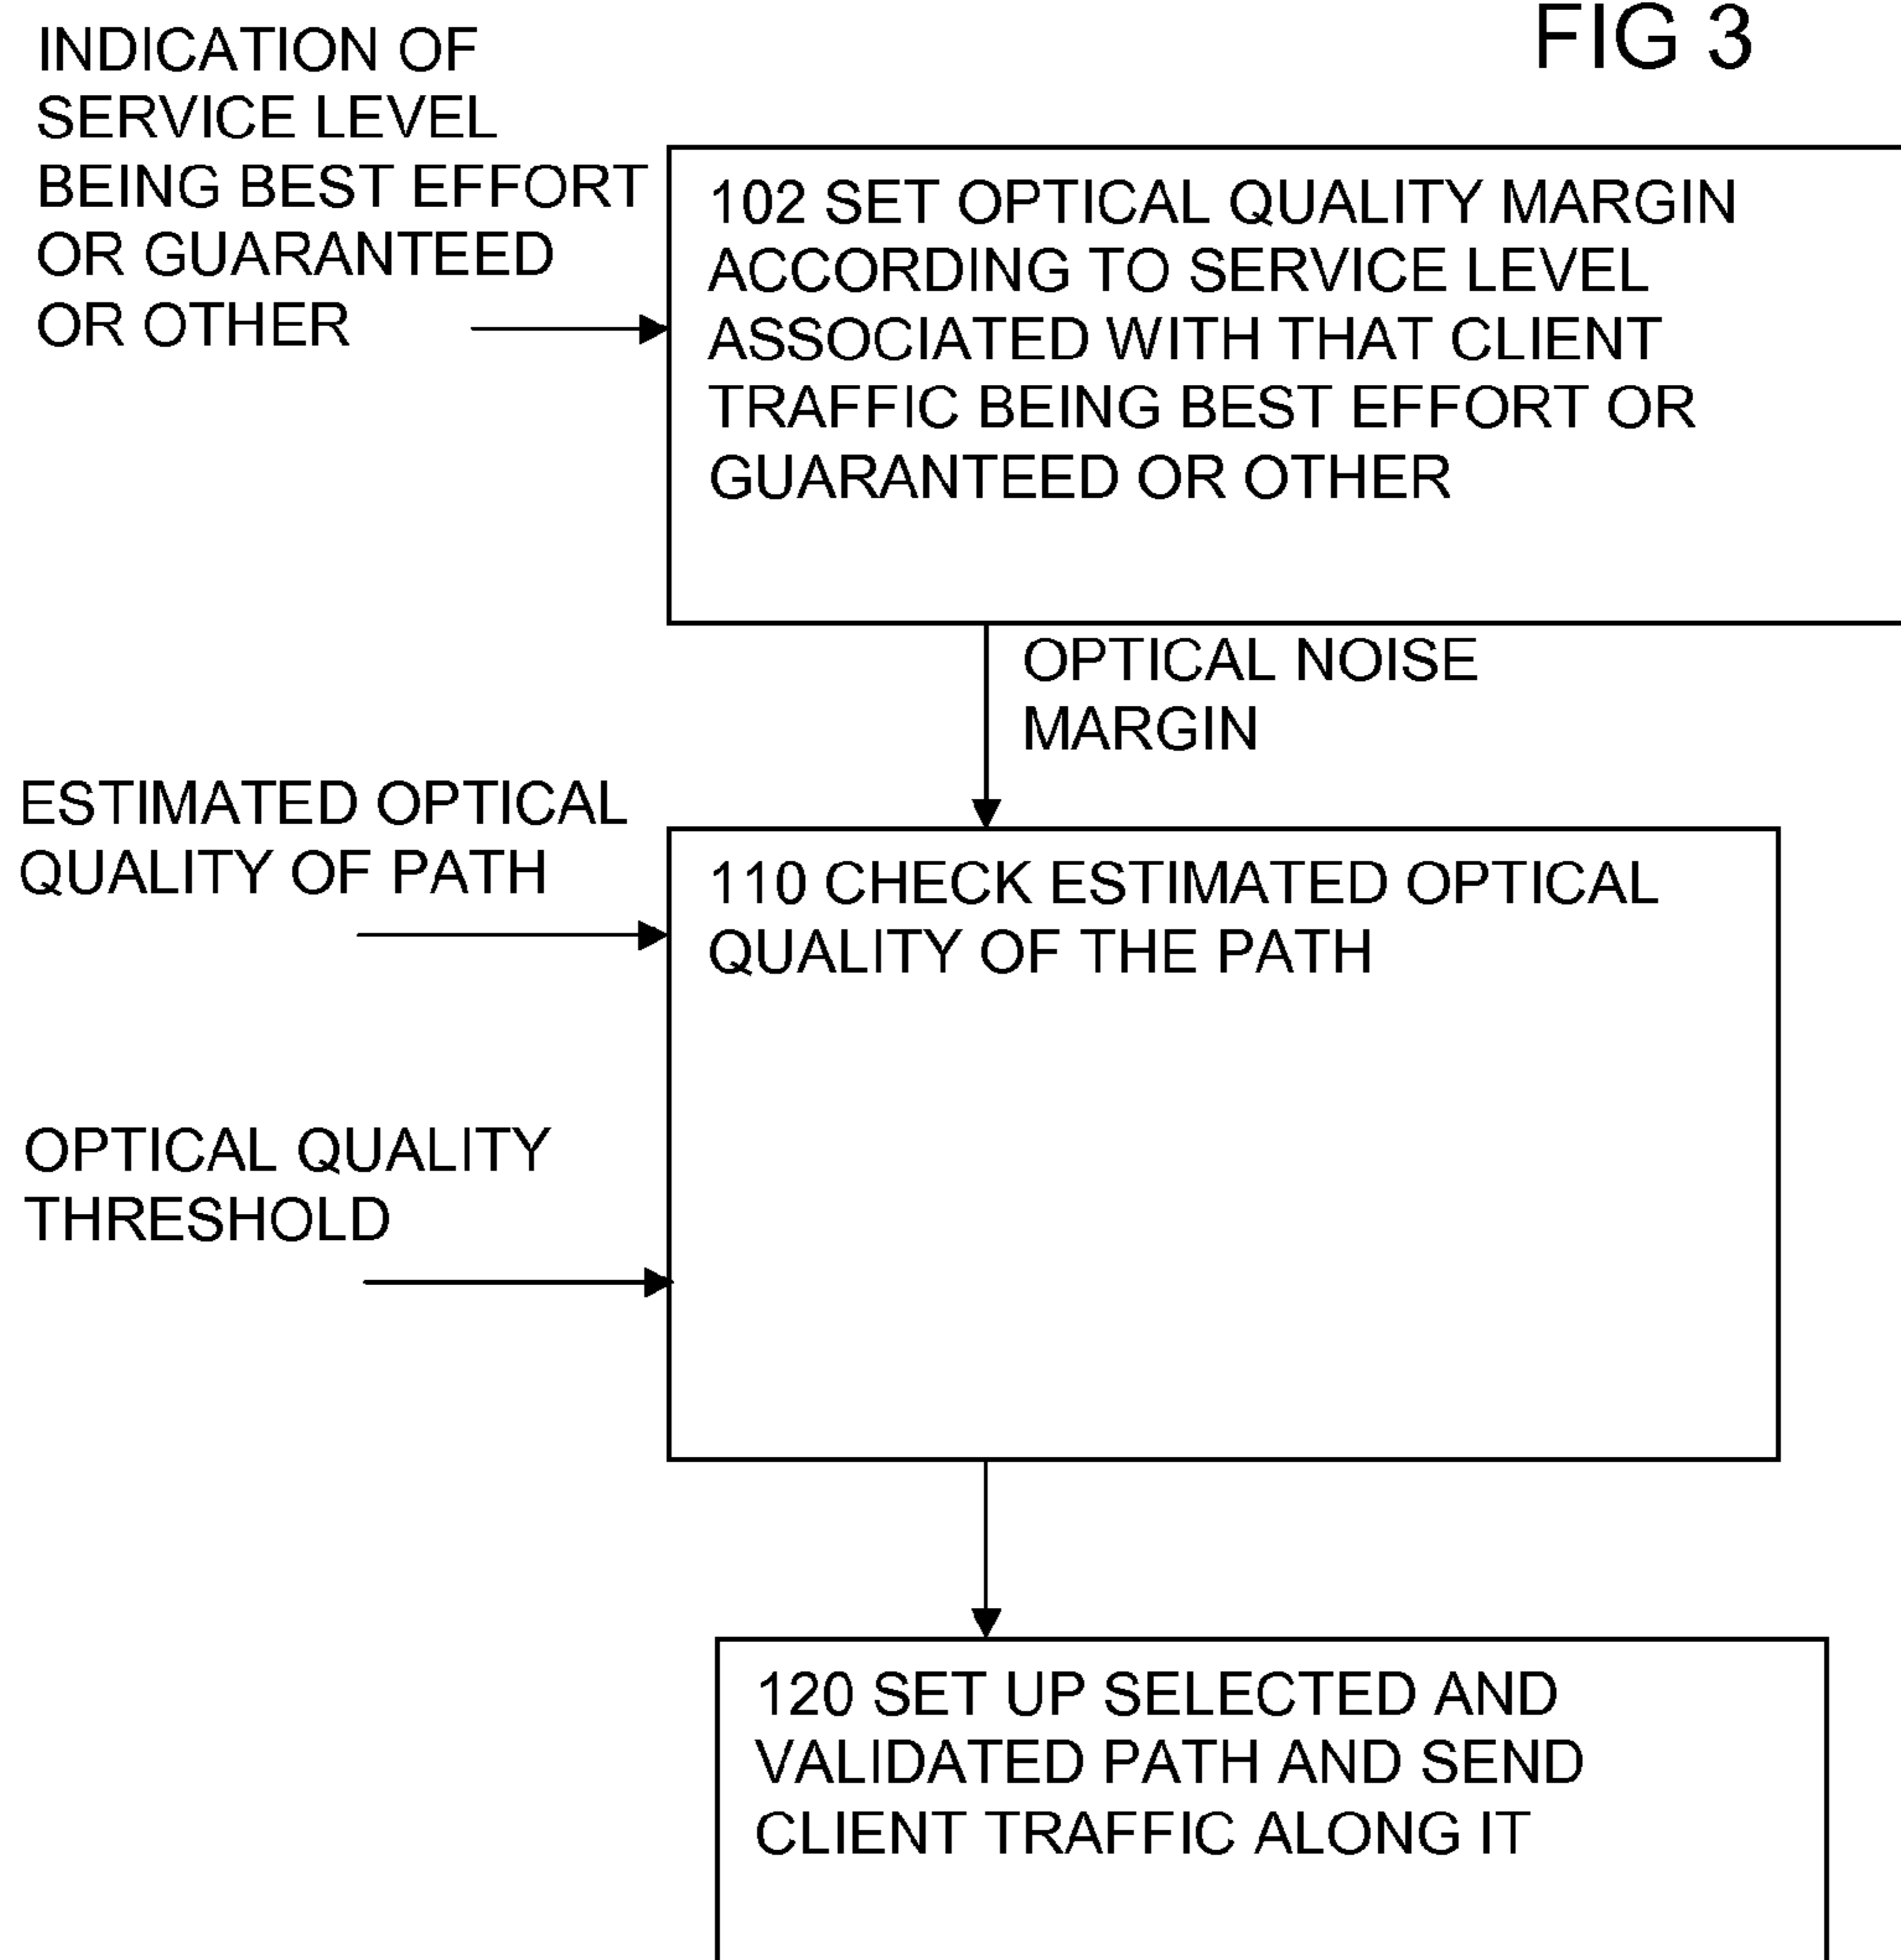 FIG 3
INDICATION OF
SERVICE LEVEL
BEING BEST EFFORT
OR GUARANTEED
OR OTHER
102 SET OPTICAL QUALITY MARGIN
ACCORDING TO SERVICE LEVEL
ASSOCIATED WITH THAT CLIENT
TRAFFIC BEING BEST EFFORT OR
GUARANTEED OR OTHER
OPTICAL NOISE
MARGIN
ESTIMATED OPTICAL
QUALITY OF PATH
110 CHECK ESTIMATED OPTICAL
QUALITY OF THE PATH
OPTICAL QUALITY
THRESHOLD
120 SET UP SELECTED AND
VALIDATED PATH AND SEND
CLIENT TRAFFIC ALONG IT